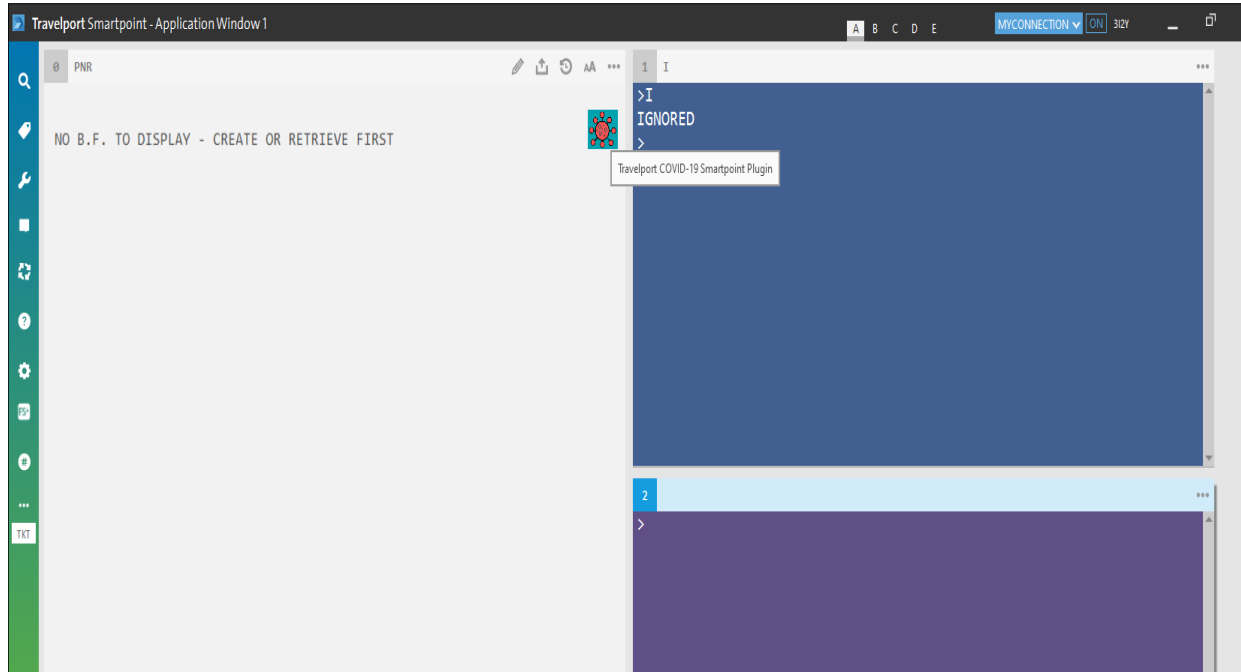 Travelport Smartpoint - Application Window 1
A B C D E
MYCONNECTION ON 3I2Y
0 PNR
AA
1 I
>I
IGNORED
>
NO B.F. TO DISPLAY - CREATE OR RETRIEVE FIRST
Travelport COVID-19 Smartpoint Plugin
2
>
FS+
#
TKT